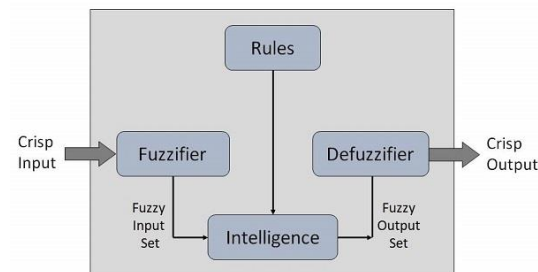 Rules
Crisp
Input
Fuzzifier
Defuzzifier
Crisp
Output
Fuzzy
Input
Set
Fuzzy
Output
Set
Intelligence